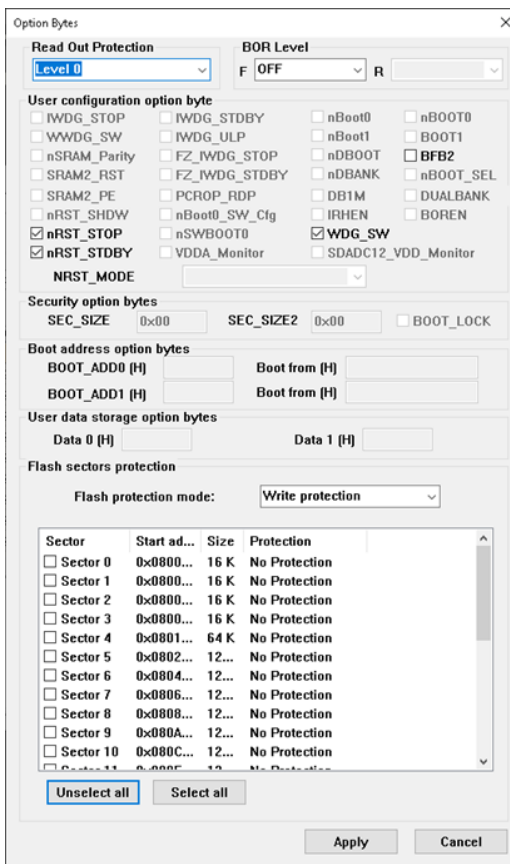 Option Bytes
Read Out Protection BOR Level
Level 0 F OFF R
User configuration option byte
IWDG_STOP IWDG_STDBY nBoot0 nBOOT0
WWDG_SW IWDG_ULP nBoot1 BOOT1
nSRAM_Parity FZ_IWDG_STOP nDBOOT BFB2
SRAM2_RST FZ_IWDG_STDBY nDBANK nBOOT_SEL
SRAM2_PE PCROP_RDP DB1M DUALBANK
nRST_SHDW nBoot0_SW_Cfg IRHEN BOREN
nRST_STOP nSWBOOT0 WDG_SW
nRST_STDBY VDDA_Monitor SDADC12_VDD_Monitor
NRST_MODE
Security option bytes
SEC_SIZE 0x00 SEC_SIZE2 0x00 BOOT_LOCK
Boot address option bytes
BOOT_ADD0 (H) Boot from (H)
BOOT_ADD1 (H) Boot from (H)
User data storage option bytes
Data 0 (H) Data 1 (H)
Flash sectors protection
Flash protection mode: Write protection
Sector Start ad... Size Protection
Sector 0 0x0800... 16 K No Protection
Sector 1 0x0800... 16 K No Protection
Sector 2 0x0800... 16 K No Protection
Sector 3 0x0800... 16 K No Protection
Sector 4 0x0801... 64 K No Protection
Sector 5 0x0802... 12... No Protection
Sector 6 0x0804... 12... No Protection
Sector 7 0x0806... 12... No Protection
Sector 8 0x0808... 12... No Protection
Sector 9 0x080A... 12... No Protection
Sector 10 0x080C... 12... No Protection
Unselect all Select all
Apply Cancel